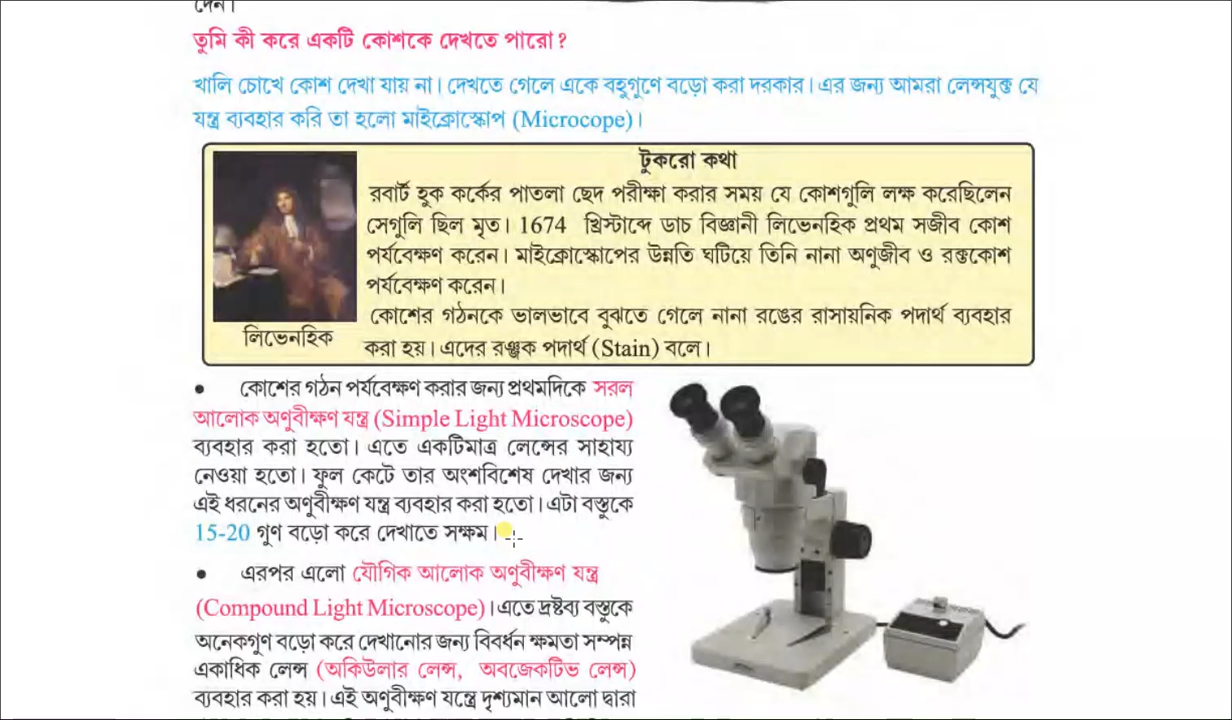 দেন।
তুমি কী করে একটি কোশকে দেখতে পারো?
খালি চোখে কোশ দেখা যায় না। দেখতে গেলে একে বহুগুণে বড়ো করা দরকার। এর জন্য আমরা লেন্সযুক্ত যে
যন্ত্র ব্যবহার করি তা হলো মাইক্রোস্কোপ (Microcope)।
টুকরো কথা
রবার্ট হুক কর্কের পাতলা ছেদ পরীক্ষা করার সময় যে কোশগুলি লক্ষ করেছিলেন
সেগুলি ছিল মৃত। 1674 খ্রিস্টাব্দে ডাচ বিজ্ঞানী লিভেনহিক প্রথম সজীব কোশ
পর্যবেক্ষণ করেন। মাইক্রোস্কোপের উন্নতি ঘটিয়ে তিনি নানা অণুজীব ও রক্তকোশ
পর্যবেক্ষণ করেন।
কোশের গঠনকে ভালভাবে বুঝতে গেলে নানা রঙের রাসায়নিক পদার্থ ব্যবহার
করা হয়। এদের রঞ্জক পদার্থ (Stain) বলে।
লিভেনহিক
• কোশের গঠন পর্যবেক্ষণ করার জন্য প্রথমদিকে সরল
আলোক অণুবীক্ষণ যন্ত্র (Simple Light Microscope)
ব্যবহার করা হতো। এতে একটিমাত্র লেন্সের সাহায্য
নেওয়া হতো। ফুল কেটে তার অংশবিশেষ দেখার জন্য
এই ধরনের অণুবীক্ষণ যন্ত্র ব্যবহার করা হতো। এটা বস্তুকে
15-20 গুণ বড়ো করে দেখাতে সক্ষম।
• এরপর এলো যৌগিক আলোক অণুবীক্ষণ যন্ত্র
(Compound Light Microscope)। এতে দ্রষ্টব্য বস্তুকে
অনেকগুণ বড়ো করে দেখানোর জন্য বিবর্ধন ক্ষমতা সম্পন্ন
একাধিক লেন্স (অকিউলার লেন্স, অবজেকটিভ লেন্স)
ব্যবহার করা হয়। এই অণুবীক্ষণ যন্ত্রে দৃশ্যমান আলো দ্বারা